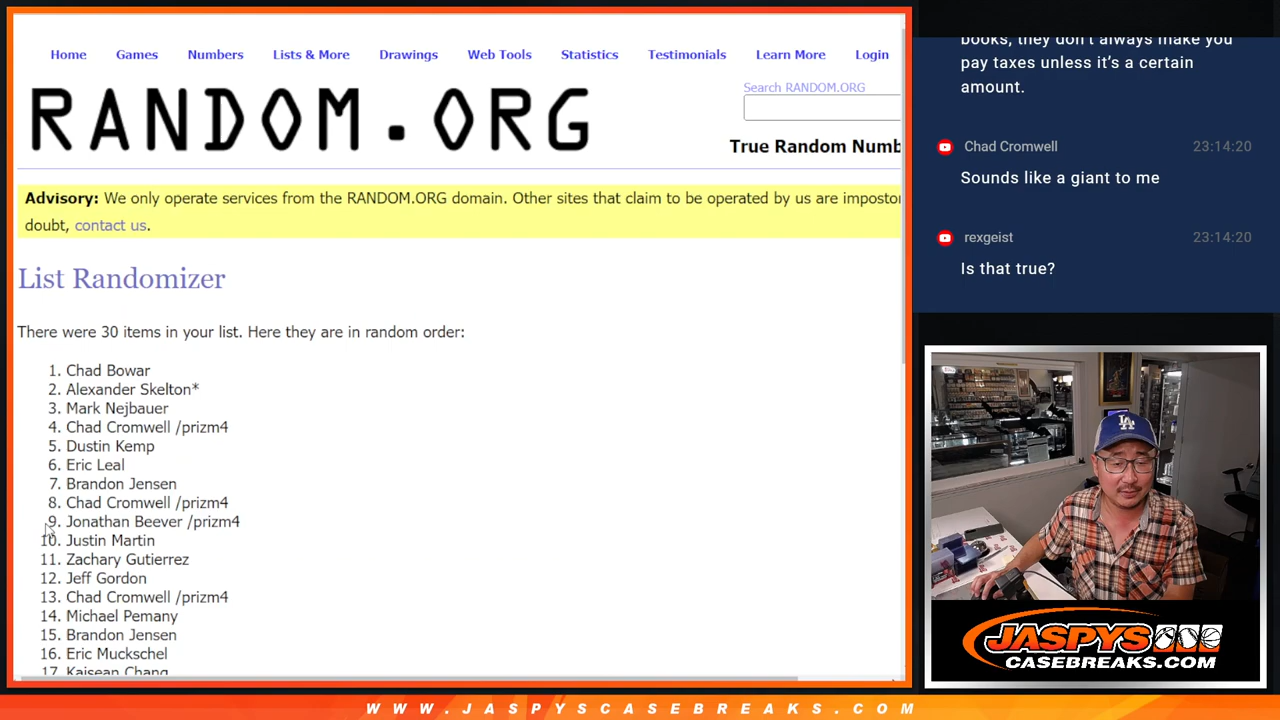 Home Games Numbers Lists & More Drawings Web Tools Statistics Testimonials Learn More Login
RANDOM.ORG
Search RANDOM.ORG
True Random Numb
Advisory: We only operate services from the RANDOM.ORG domain. Other sites that claim to be operated by us are impostor
doubt, contact us.
List Randomizer
There were 30 items in your list. Here they are in random order:
1. Chad Bowar
2. Alexander Skelton*
3. Mark Nejbauer
4. Chad Cromwell /prizm4
5. Dustin Kemp
6. Eric Leal
7. Brandon Jensen
8. Chad Cromwell /prizm4
9. Jonathan Beever /prizm4
10. Justin Martin
11. Zachary Gutierrez
12. Jeff Gordon
13. Chad Cromwell /prizm4
14. Michael Pemany
15. Brandon Jensen
16. Eric Muckschel
17. Kaisean Chang
books, they don't always make you
pay taxes unless it's a certain
amount.
Chad Cromwell 23:14:20
Sounds like a giant to me
rexgeist 23:14:20
Is that true?
LA
JASPYS
CASEBREAKS.COM
WWW.JASPYSCASEBREAKS.COM